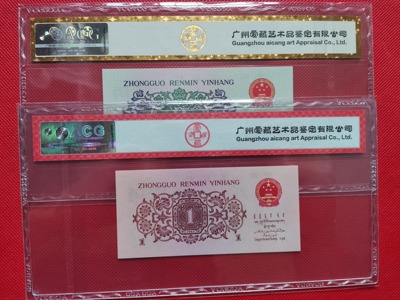 广州爱藏艺术品鉴定有限公司
Guangzhou aicang art Appraisal Co., Ltd.
ZHONGGUO RENMIN YINHANG
CG
广州爱藏艺术品鉴定有限公司
Guangzhou aicang art Appraisal Co., Ltd.
ZHONGGUO RENMIN YINHANG
1